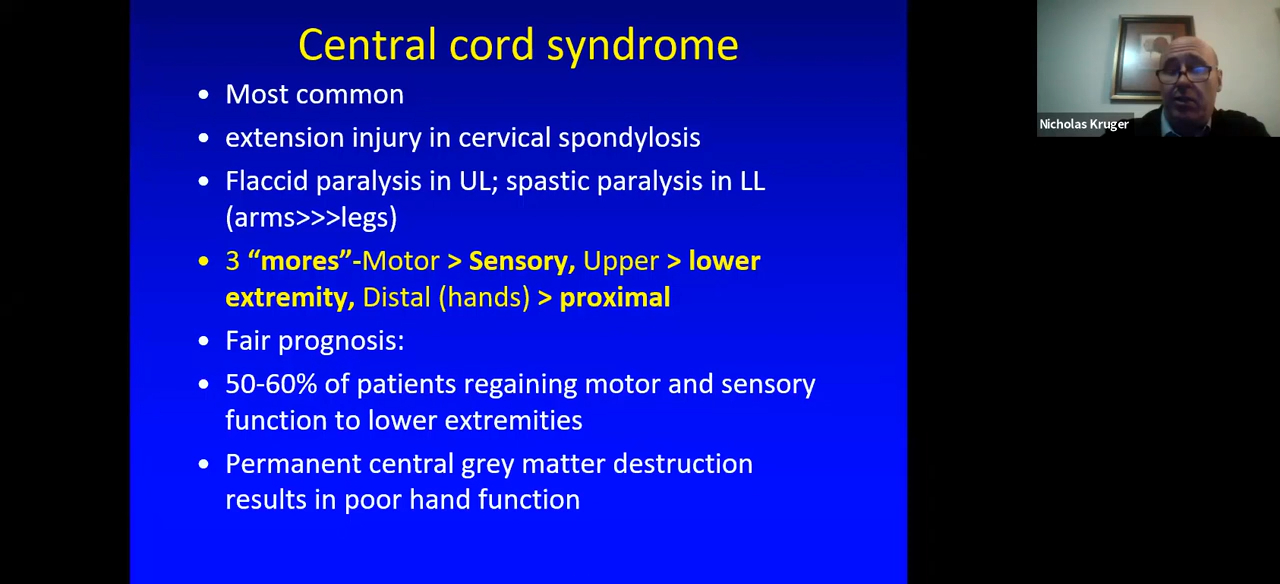 Central cord syndrome
• Most common
• extension injury in cervical spondylosis
• Flaccid paralysis in UL; spastic paralysis in LL
(arms>>>legs)
• 3 “mores”-Motor > Sensory, Upper > lower
extremity, Distal (hands) > proximal
• Fair prognosis:
• 50-60% of patients regaining motor and sensory
function to lower extremities
• Permanent central grey matter destruction
results in poor hand function
Nicholas Kruger